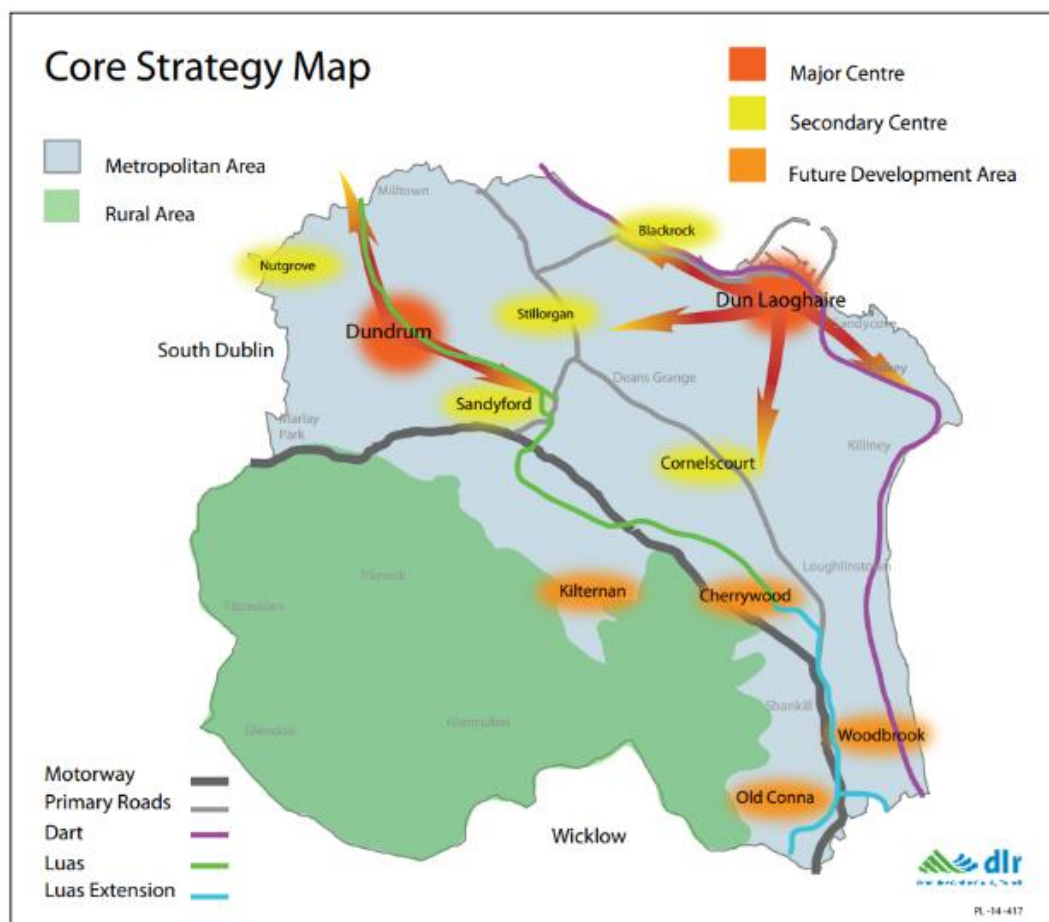 Core Strategy Map
Major Centre
Secondary Centre
Future Development Area
Metropolitan Area
Rural Area
Milltown
Blackrock
Nutgrove
Dun Laoghaire
Stillorgan
Dundrum
Sandycove
South Dublin
Deans Grange
Sandyford
Marlay
Park
Killiney
Cornelscourt
Loughlinstown
Kilternan
Cherrywood
Shankill
Woodbrook
Old Conna
Wicklow
Motorway
Primary Roads
Dart
Luas
Luas Extension
dlr
PL-14-417